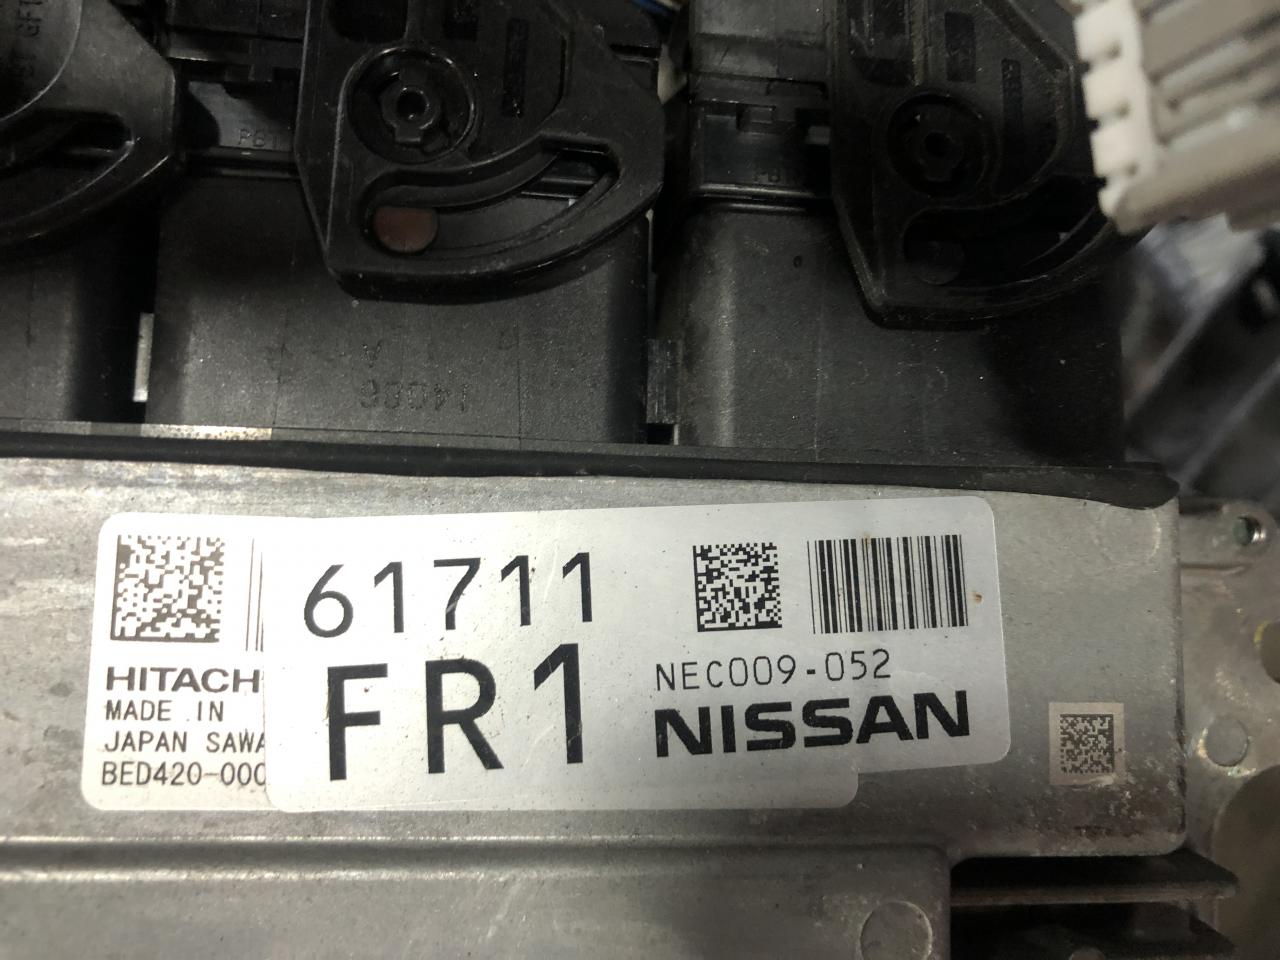 61711
FR1
NEC009-052
NISSAN
HITACH
MADE IN
JAPAN SAWA
BED420-000